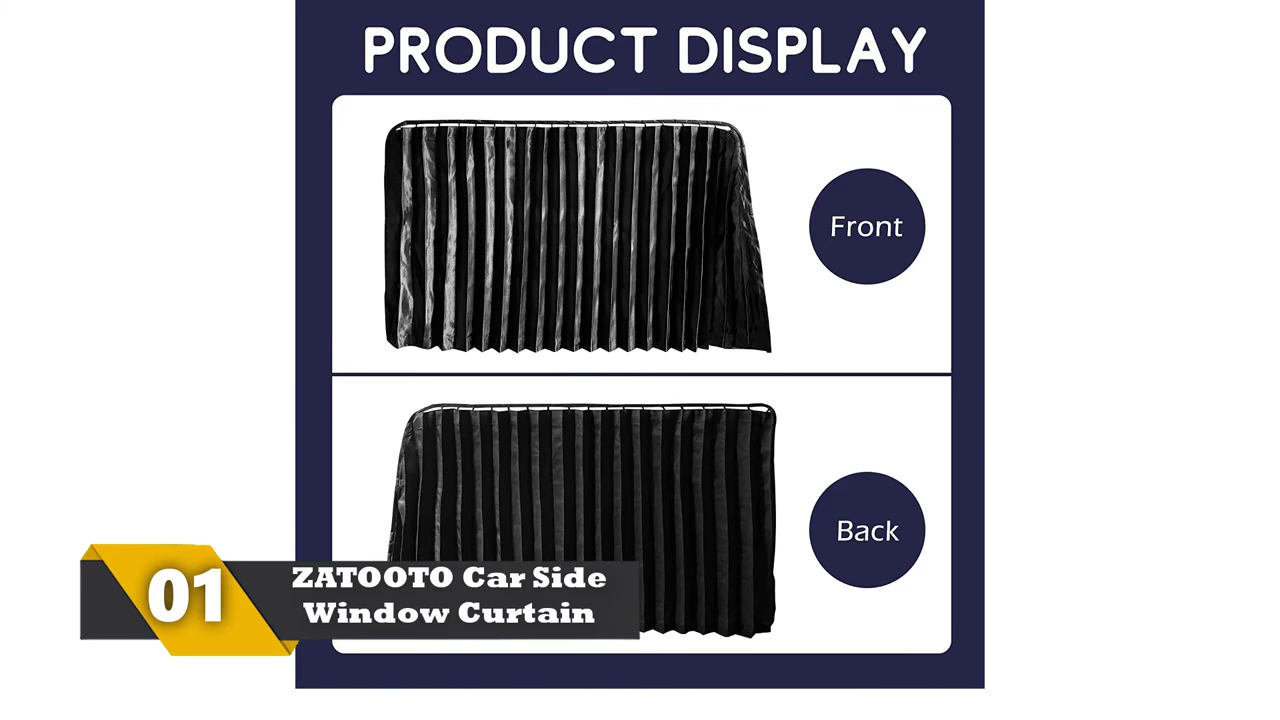 PRODUCT DISPLAY
Front
Back
01
ZATOOTO Car Side
Window Curtain